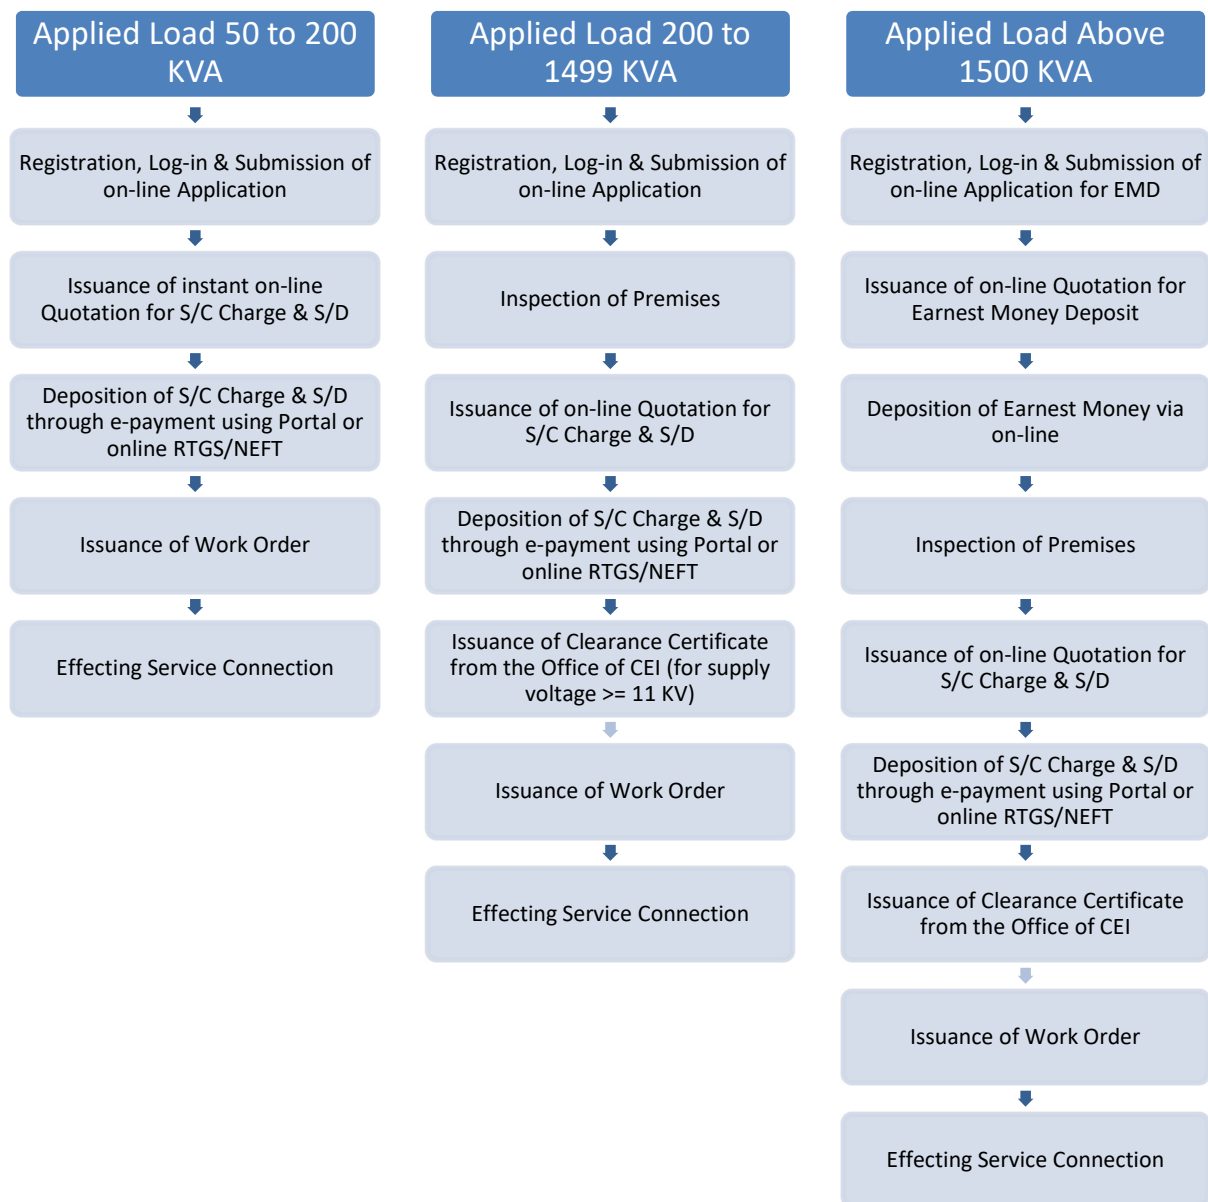 Applied Load 50 to 200
KVA
Registration, Log-in & Submission of
on-line Application
Issuance of instant on-line
Quotation for S/C Charge & S/D
Deposition of S/C Charge & S/D
through e-payment using Portal or
online RTGS/NEFT
Issuance of Work Order
Effecting Service Connection
Applied Load 200 to
1499 KVA
Registration, Log-in & Submission of
on-line Application
Inspection of Premises
Issuance of on-line Quotation for
S/C Charge & S/D
Deposition of S/C Charge & S/D
through e-payment using Portal or
online RTGS/NEFT
Issuance of Clearance Certificate
from the Office of CEI (for supply
voltage >= 11 KV)
Issuance of Work Order
Effecting Service Connection
Applied Load Above
1500 KVA
Registration, Log-in & Submission of
on-line Application for EMD
Issuance of on-line Quotation for
Earnest Money Deposit
Deposition of Earnest Money via
on-line
Inspection of Premises
Issuance of on-line Quotation for
S/C Charge & S/D
Deposition of S/C Charge & S/D
through e-payment using Portal or
online RTGS/NEFT
Issuance of Clearance Certificate
from the Office of CEI
Issuance of Work Order
Effecting Service Connection